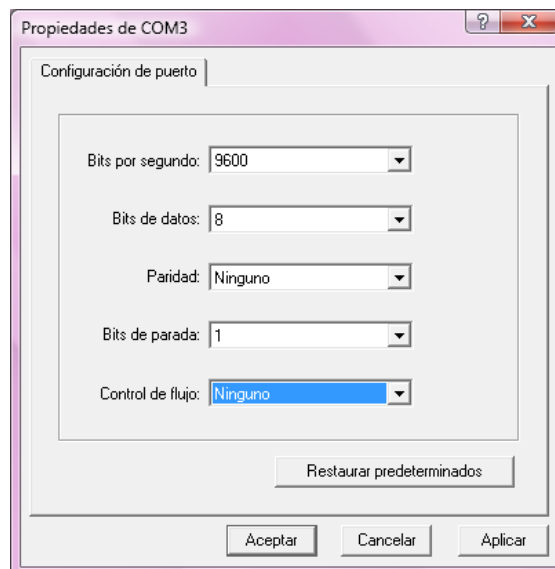 Propiedades de COM3
Configuración de puerto
Bits por segundo: 9600
Bits de datos: 8
Paridad: Ninguno
Bits de parada: 1
Control de flujo: Ninguno
Restaurar predeterminados
Aceptar Cancelar Aplicar